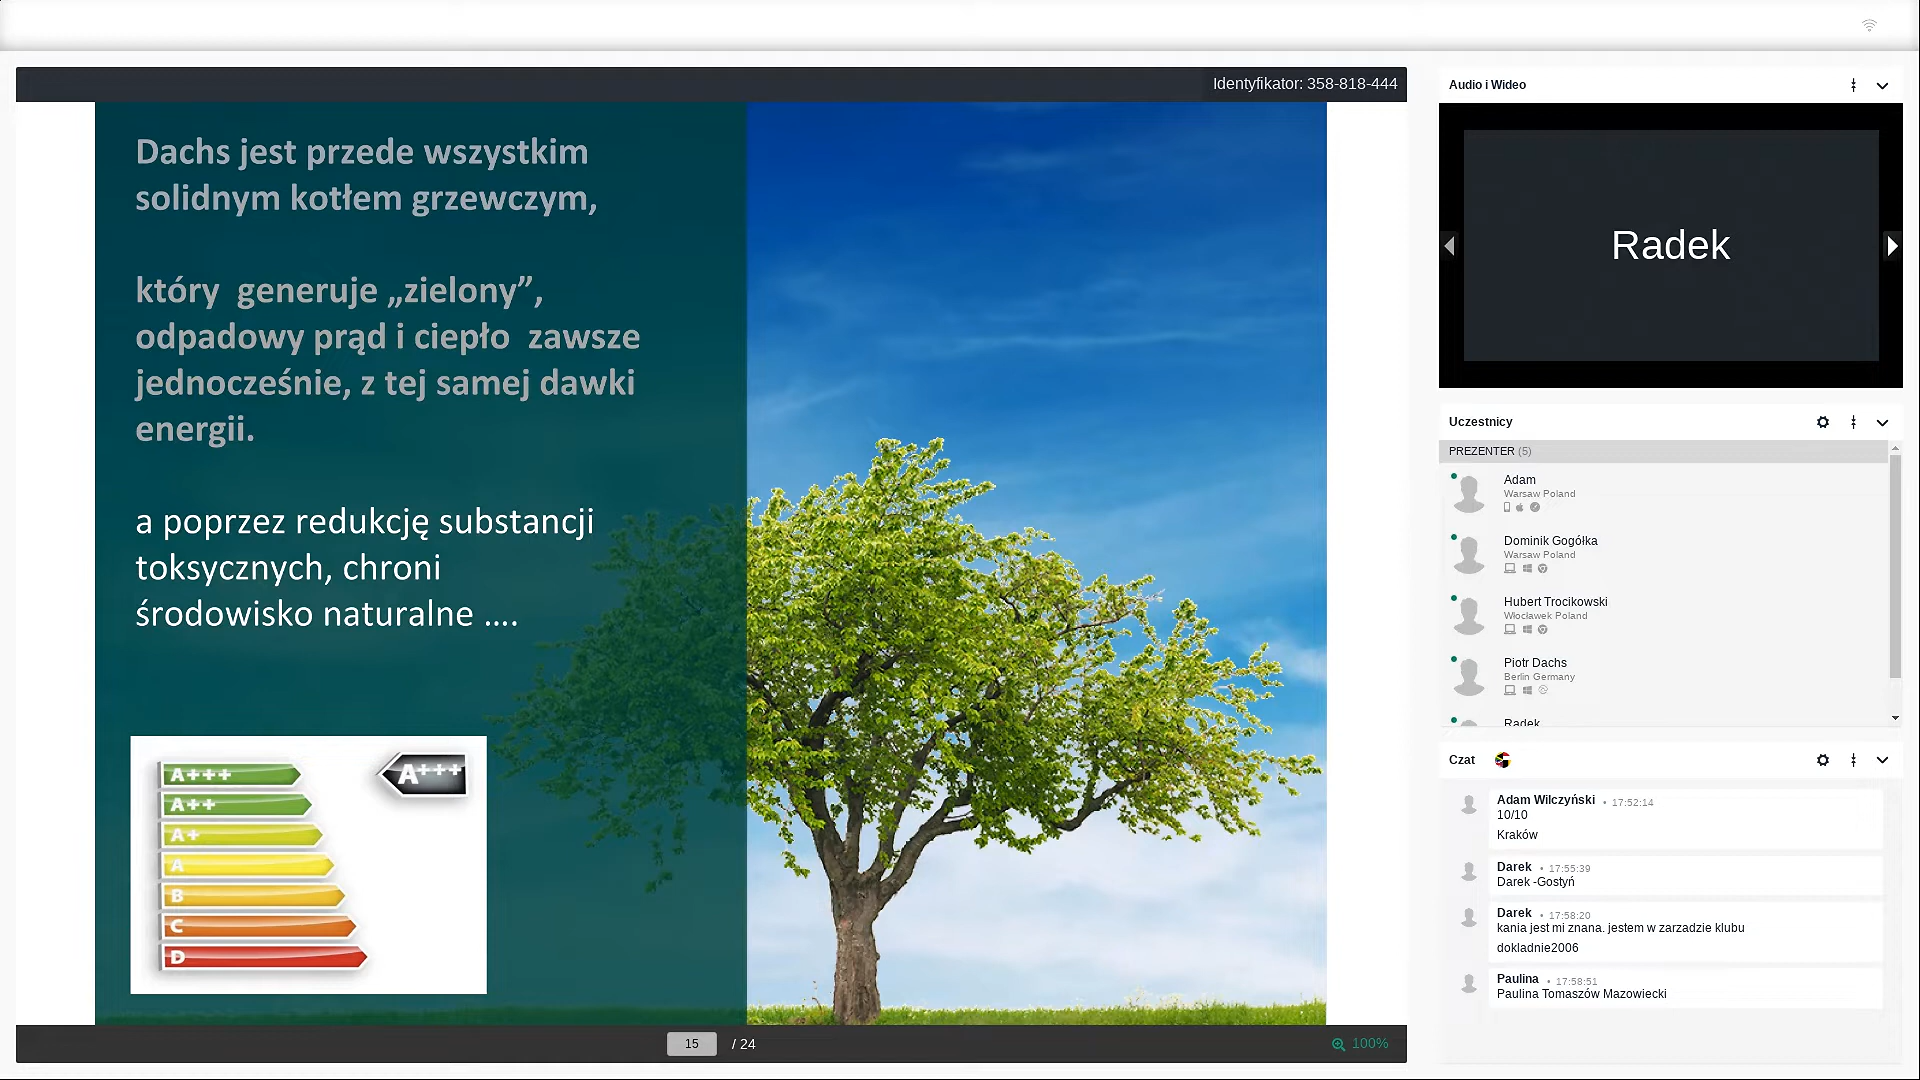 Identyfikator: 358-818-444
Dachs jest przede wszystkim
solidnym kotłem grzewczym,
który generuje „zielony”,
odpadowy prąd i ciepło zawsze
jednocześnie, z tej samej dawki
energii.
a poprzez redukcję substancji
toksycznych, chroni
środowisko naturalne ....
A+++
A+++
A++
A+
A
B
C
D
15 / 24
100%
Audio i Wideo
Radek
Uczestnicy
PREZENTER (5)
Adam
Warsaw Poland
Dominik Gogółka
Warsaw Poland
Hubert Trocikowski
Włocławek Poland
Piotr Dachs
Berlin Germany
Radek
Czat
Adam Wilczyński • 17:52:14
10/10
Kraków
Darek • 17:55:39
Darek -Gostyń
Darek • 17:58:20
kania jest mi znana. jestem w zarzadzie klubu
dokladnie2006
Paulina • 17:58:51
Paulina Tomaszów Mazowiecki